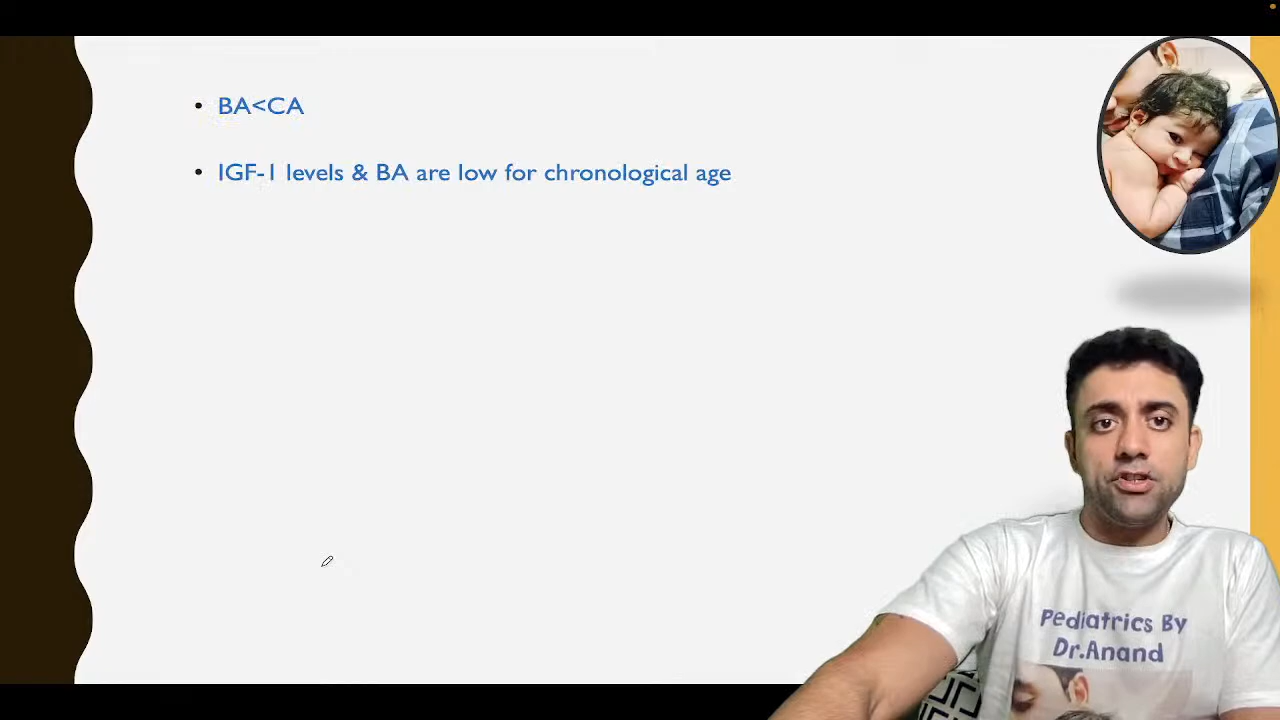 BA<CA
IGF-1 levels & BA are low for chronological age
Pediatrics By
Dr.Anand